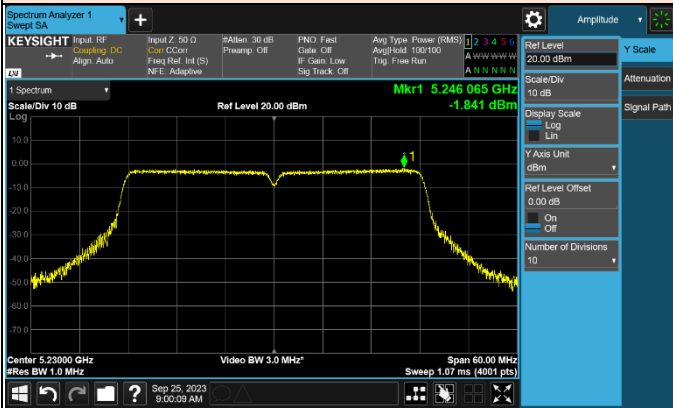 Spectrum Analyzer 1
Swept SA
Amplitude
KEYSIGHT
Input: RF
Coupling: DC
Align: Auto
Input Z: 50 Ω
Corr CCorr
Freq Ref: Int (S)
NFE: Adaptive
#Atten: 30 dB
Preamp: Off
PNO: Fast
Gate: Off
IF Gain: Low
Sig Track: Off
Avg Type: Power (RMS)
Avg|Hold: 100/100
Trig: Free Run
1 2 3 4 5 6
A W W W W W
A N N N N N
LXI
1 Spectrum
Scale/Div 10 dB
Ref Level 20.00 dBm
Mkr1 5.246 065 GHz
-1.841 dBm
Log
10.0
0.00
-10.0
-20.0
-30.0
-40.0
-50.0
-60.0
-70.0
1
Center 5.23000 GHz
#Res BW 1.0 MHz
Video BW 3.0 MHz*
Span 60.00 MHz
Sweep 1.07 ms (4001 pts)
Ref Level
20.00 dBm
Scale/Div
10 dB
Display Scale
Log
Lin
Y Axis Unit
dBm
Ref Level Offset
0.00 dB
On
Off
Number of Divisions
10
Y Scale
Attenuation
Signal Path
?
Sep 25, 2023
9:00:09 AM